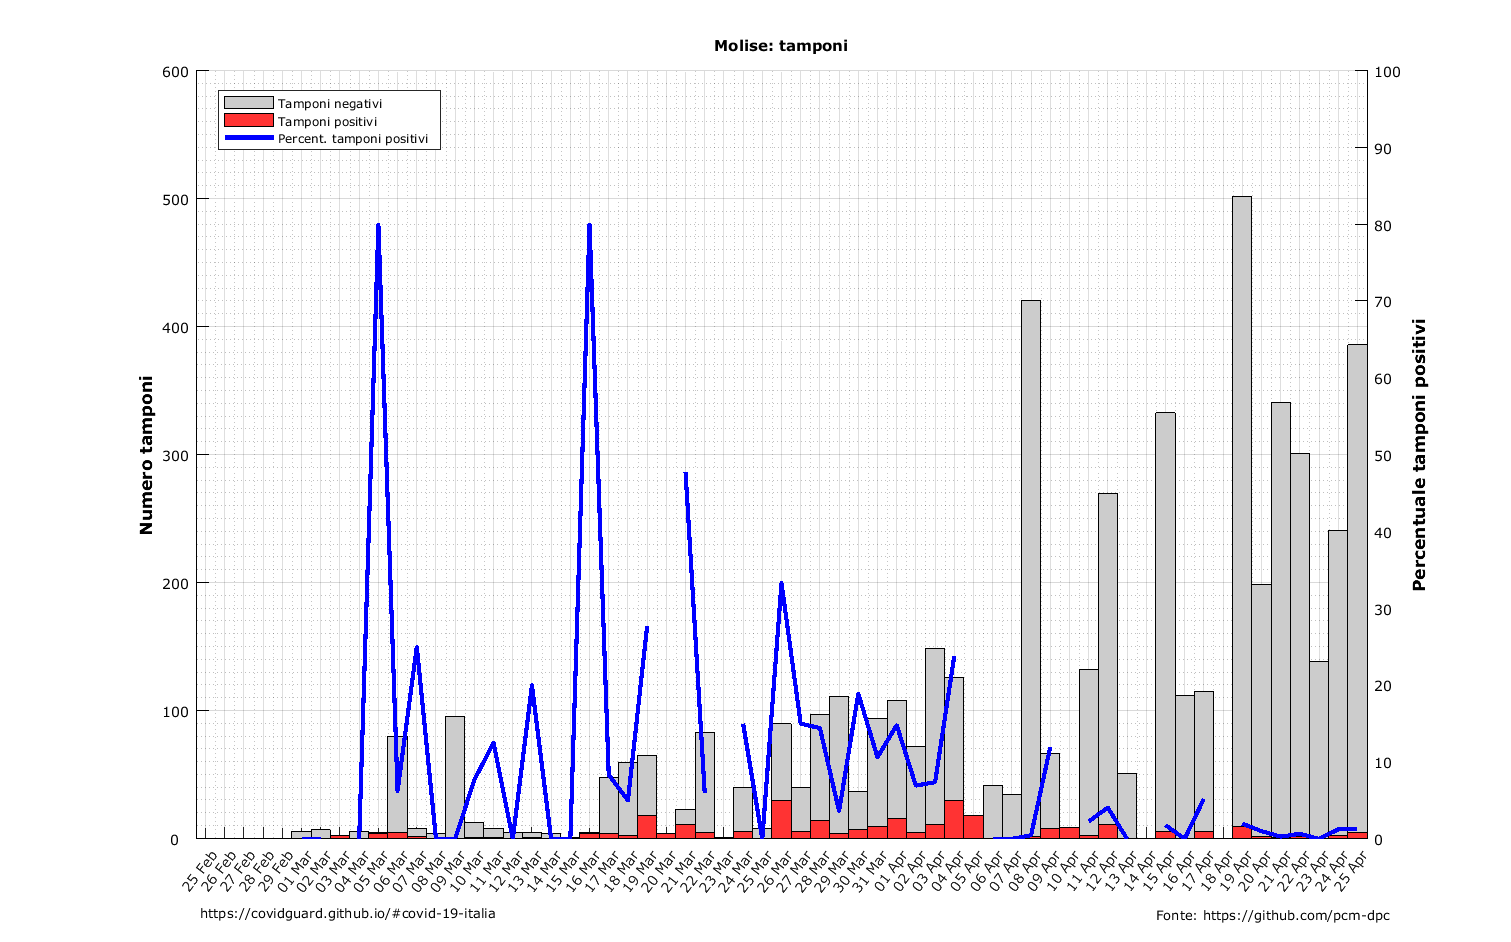 Molise: tamponi
Tamponi negativi
Tamponi positivi
Percent. tamponi positivi
Numero tamponi
600
500
400
300
200
100
0
Percentuale tamponi positivi
100
90
80
70
60
50
40
30
20
10
0
25 Feb
26 Feb
27 Feb
28 Feb
29 Feb
01 Mar
02 Mar
03 Mar
04 Mar
05 Mar
06 Mar
07 Mar
08 Mar
09 Mar
10 Mar
11 Mar
12 Mar
13 Mar
14 Mar
15 Mar
16 Mar
17 Mar
18 Mar
19 Mar
20 Mar
21 Mar
22 Mar
23 Mar
24 Mar
25 Mar
26 Mar
27 Mar
28 Mar
29 Mar
30 Mar
31 Mar
01 Apr
02 Apr
03 Apr
04 Apr
05 Apr
06 Apr
07 Apr
08 Apr
09 Apr
10 Apr
11 Apr
12 Apr
13 Apr
14 Apr
15 Apr
16 Apr
17 Apr
18 Apr
19 Apr
20 Apr
21 Apr
22 Apr
23 Apr
24 Apr
25 Apr
https://covidguard.github.io/#covid-19-italia
Fonte: https://github.com/pcm-dpc